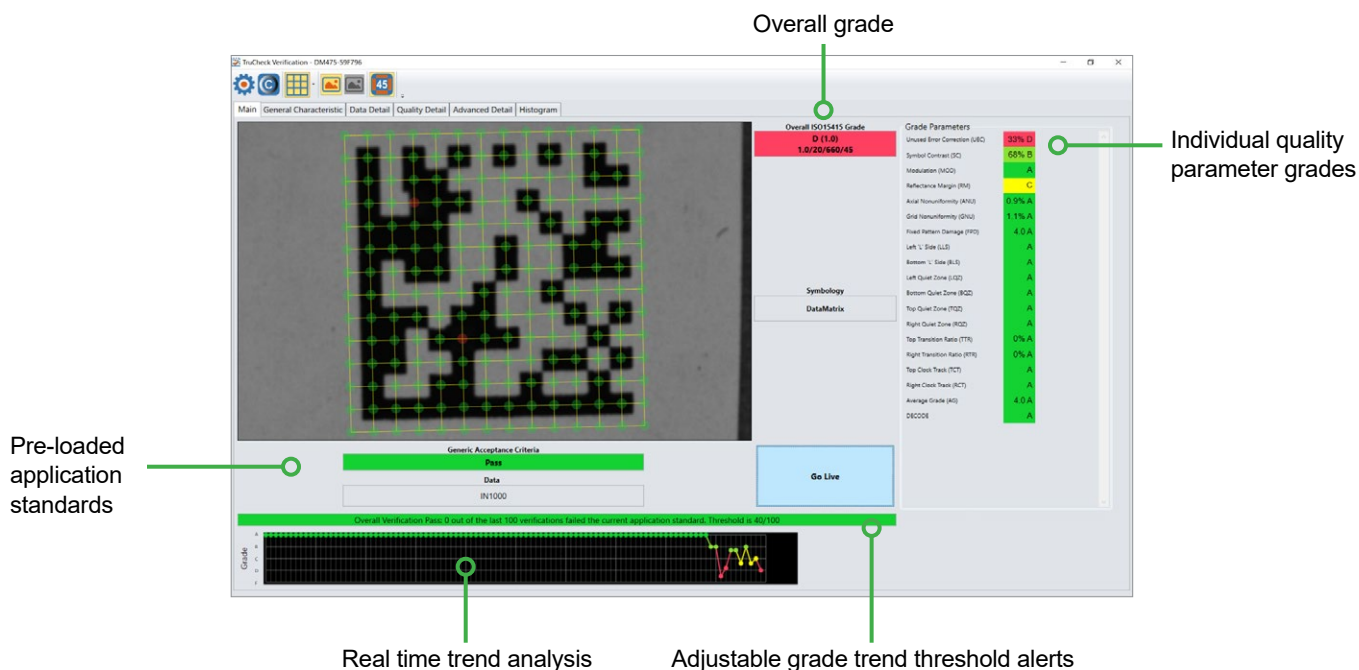 Overall grade
TruCheck Verification - DM475-59F796
45
Main General Characteristic Data Detail Quality Detail Advanced Detail Histogram
Overall ISO15415 Grade
D (1.0)
1.0/20/660/45
Symbology
DataMatrix
Go Live
Grade Parameters
Unused Error Correction (UEC) 33% D
Symbol Contrast (SC) 68% B
Modulation (MOD) A
Reflectance Margin (RM) C
Axial Nonuniformity (ANU) 0.9% A
Grid Nonuniformity (GNU) 1.1% A
Fixed Pattern Damage (FPD) 4.0 A
Left 'L' Side (LLS) A
Bottom 'L' Side (BLS) A
Left Quiet Zone (LQZ) A
Bottom Quiet Zone (BQZ) A
Top Quiet Zone (TQZ) A
Right Quiet Zone (RQZ) A
Top Transition Ratio (TTR) 0% A
Right Transition Ratio (RTR) 0% A
Top Clock Track (TCT) A
Right Clock Track (RCT) A
Average Grade (AG) 4.0 A
DECODE A
Individual quality
parameter grades
Pre-loaded
application
standards
Generic Acceptance Criteria
Pass
Data
IN1000
Overall Verification Pass: 0 out of the last 100 verifications failed the current application standard. Threshold is 40/100
Grade
A
B
C
D
F
Real time trend analysis
Adjustable grade trend threshold alerts